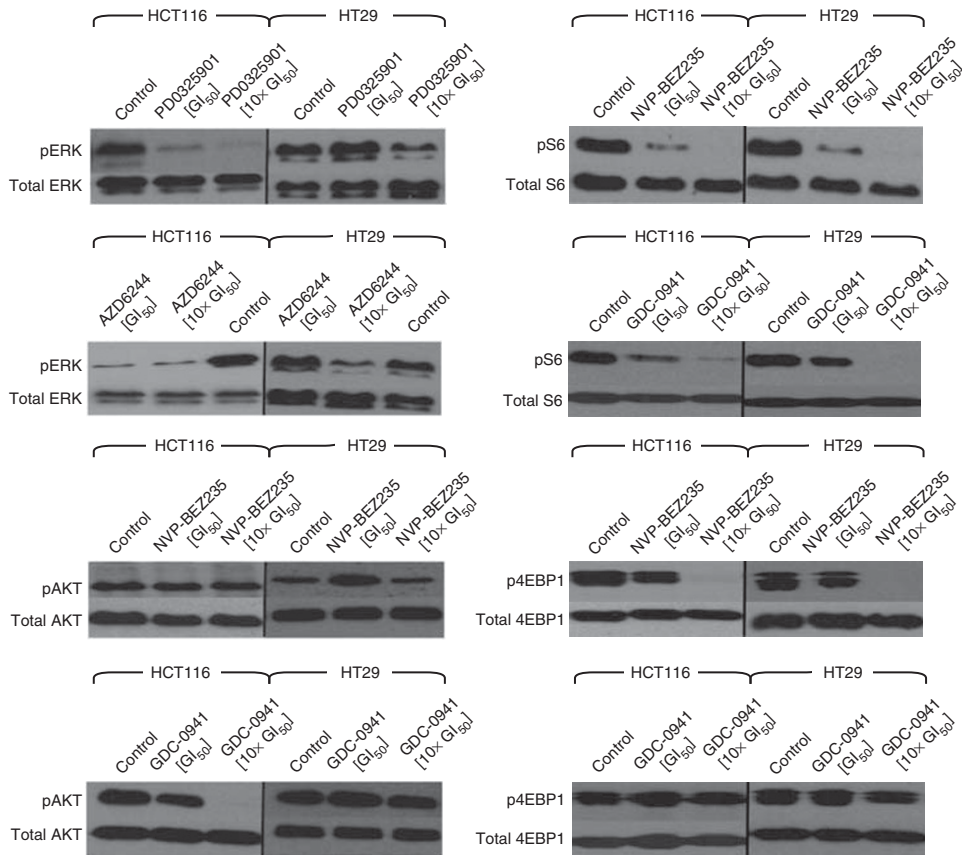 HCT116 HT29
Control PD0325901 [GI50] PD0325901 [10× GI50] Control PD0325901 [GI50] PD0325901 [10× GI50]
pERK
Total ERK
HCT116 HT29
Control NVP-BEZ235 [GI50] NVP-BEZ235 [10× GI50] Control NVP-BEZ235 [GI50] NVP-BEZ235 [10× GI50]
pS6
Total S6
HCT116 HT29
AZD6244 [GI50] AZD6244 [10× GI50] Control AZD6244 [GI50] AZD6244 [10× GI50] Control
pERK
Total ERK
HCT116 HT29
Control GDC-0941 [GI50] GDC-0941 [10× GI50] Control GDC-0941 [GI50] GDC-0941 [10× GI50]
pS6
Total S6
HCT116 HT29
Control NVP-BEZ235 [GI50] NVP-BEZ235 [10× GI50] Control NVP-BEZ235 [GI50] NVP-BEZ235 [10× GI50]
pAKT
Total AKT
HCT116 HT29
Control NVP-BEZ235 [GI50] NVP-BEZ235 [10× GI50] Control NVP-BEZ235 [GI50] NVP-BEZ235 [10× GI50]
p4EBP1
Total 4EBP1
HCT116 HT29
Control GDC-0941 [GI50] GDC-0941 [10× GI50] Control GDC-0941 [GI50] GDC-0941 [10× GI50]
pAKT
Total AKT
HCT116 HT29
Control GDC-0941 [GI50] GDC-0941 [10× GI50] Control GDC-0941 [GI50] GDC-0941 [10× GI50]
p4EBP1
Total 4EBP1